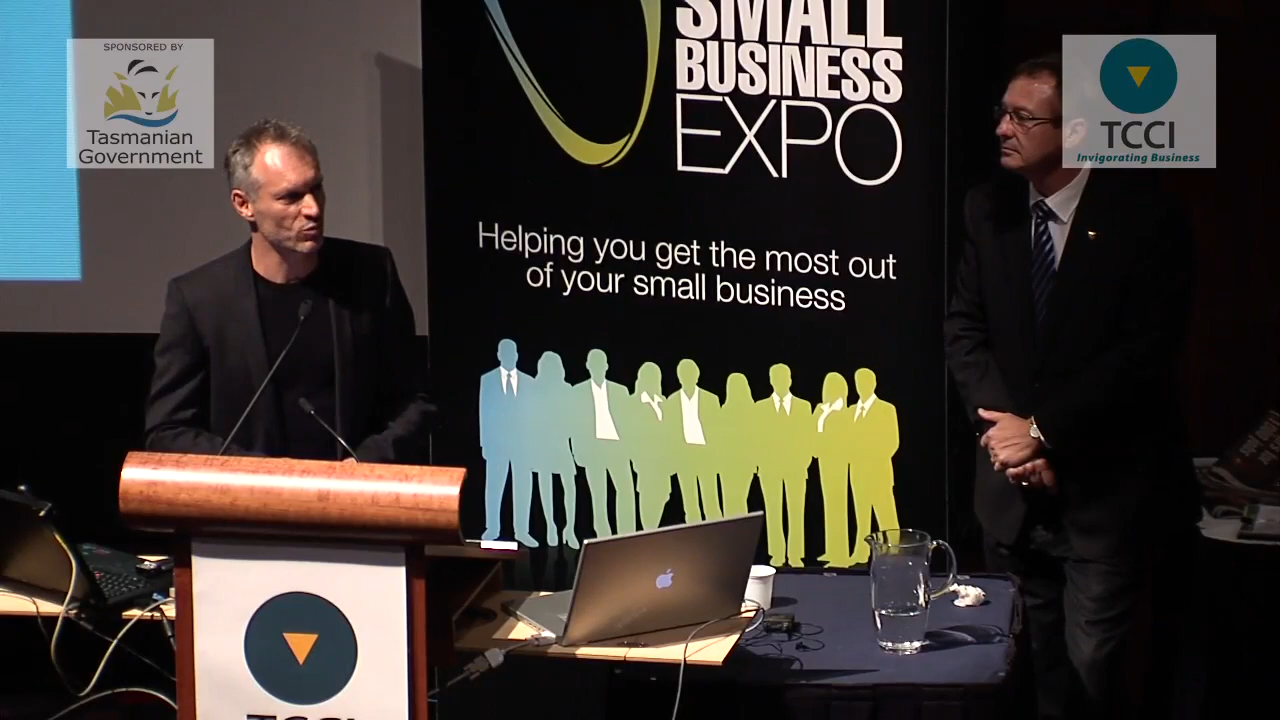 SPONSORED BY
Tasmanian
Government
SMALL
BUSINESS
EXPO
Helping you get the most out
of your small business
TCCI
Invigorating Business
TCCI